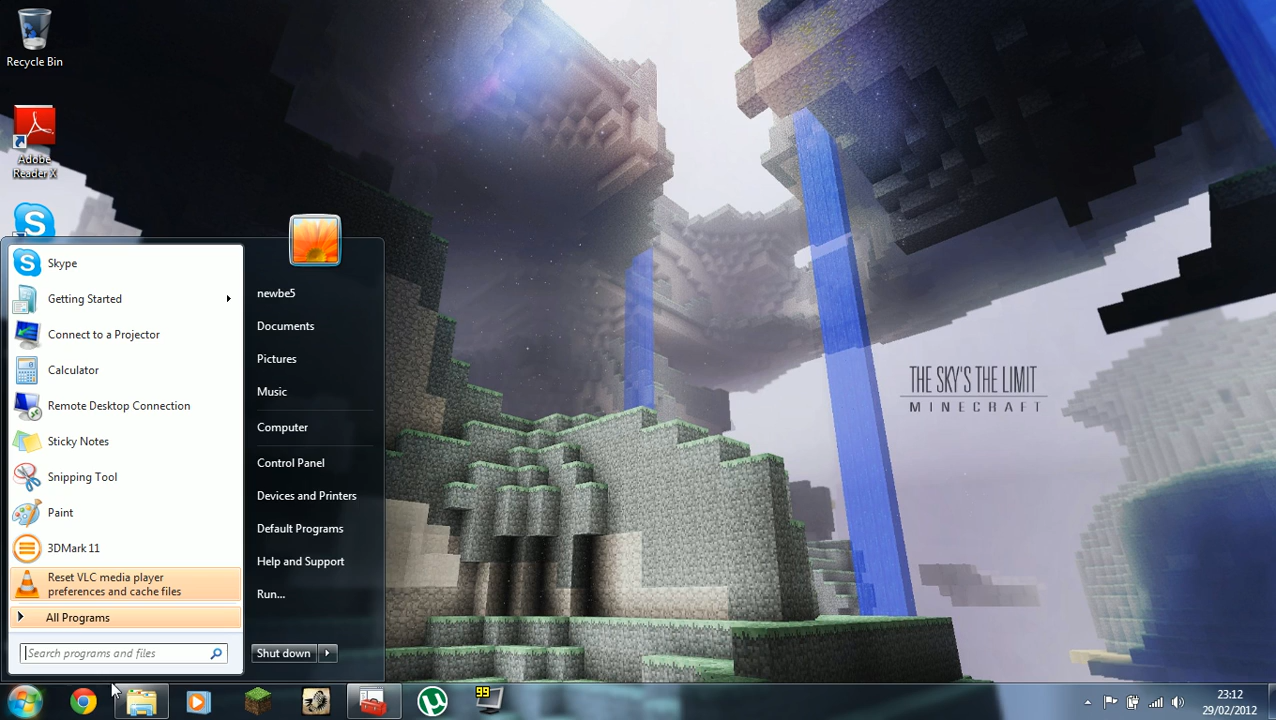 Recycle Bin
Adobe
Reader X
Skype
Getting Started
Connect to a Projector
Calculator
Remote Desktop Connection
Sticky Notes
Snipping Tool
Paint
3DMark 11
Reset VLC media player
preferences and cache files
All Programs
Search programs and files
newbe5
Documents
Pictures
Music
Computer
Control Panel
Devices and Printers
Default Programs
Help and Support
Run...
Shut down
THE SKY'S THE LIMIT
MINECRAFT
99
23:12
29/02/2012